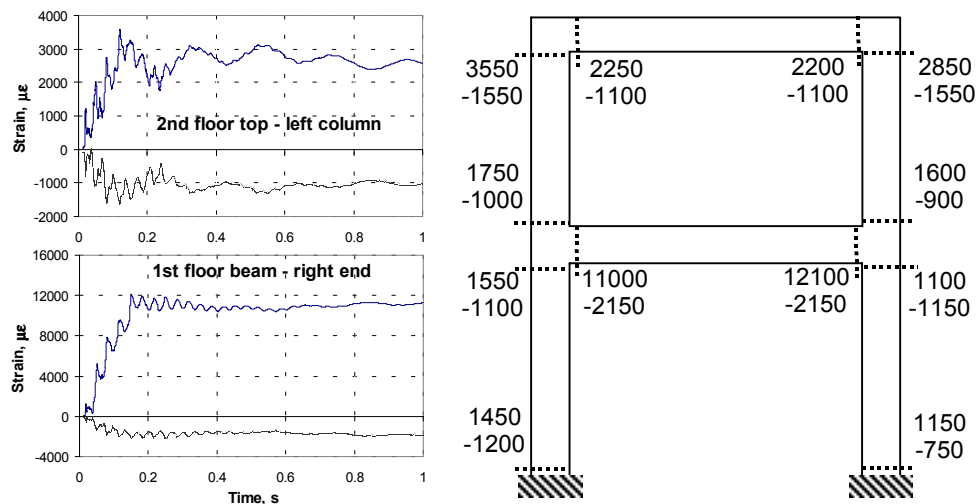 4000
3000
2000
1000
0
-1000
-2000
Strain, με
2nd floor top - left column
0 0.2 0.4 0.6 0.8 1
16000
12000
8000
4000
0
-4000
Strain, με
1st floor beam - right end
0 0.2 0.4 0.6 0.8 1
Time, s
3550 2250 2200 2850
-1550 -1100 -1100 -1550
1750 1600
-1000 -900
1550 11000 12100 1100
-1100 -2150 -2150 -1150
1450 1150
-1200 -750